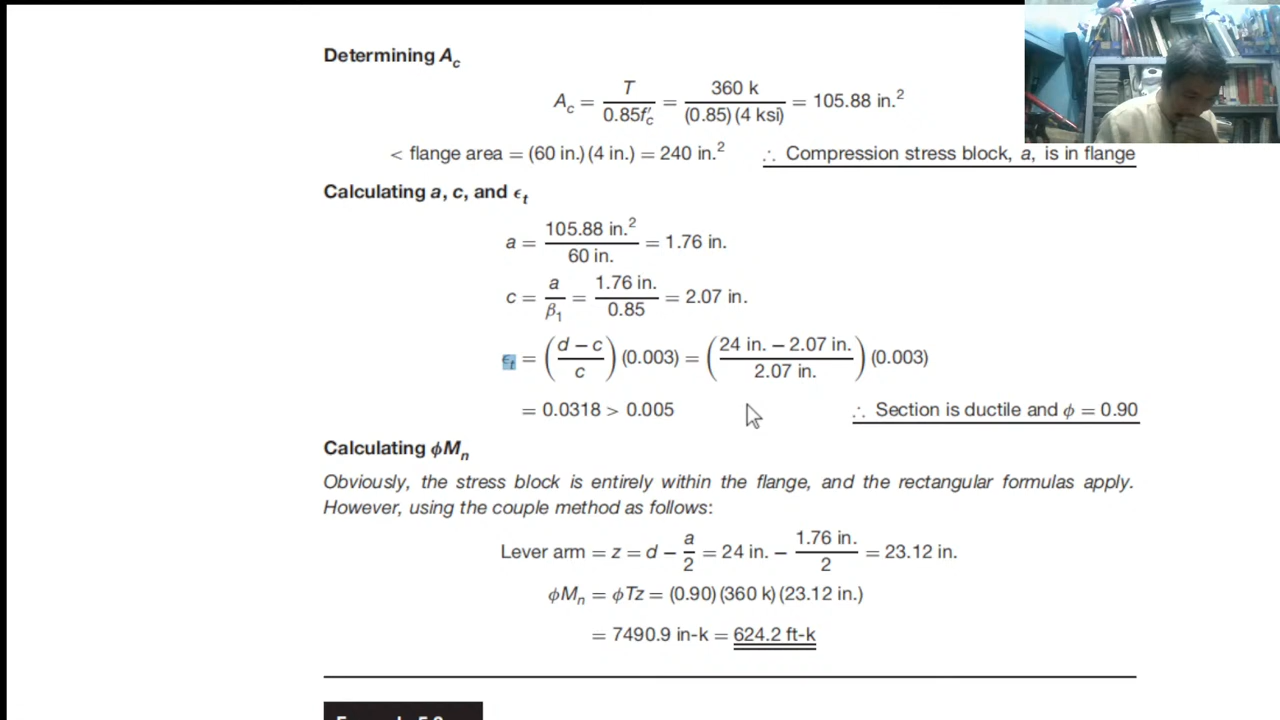 Determining A_c
A_c = T / 0.85f'_c = 360 k / (0.85)(4 ksi) = 105.88 in.²
< flange area = (60 in.)(4 in.) = 240 in.² ∴ Compression stress block, a, is in flange
Calculating a, c, and ϵ_t
a = 105.88 in.² / 60 in. = 1.76 in.
c = a / β₁ = 1.76 in. / 0.85 = 2.07 in.
ϵ_t = ((d − c) / c) (0.003) = ((24 in. − 2.07 in.) / 2.07 in.) (0.003)
= 0.0318 > 0.005 ∴ Section is ductile and ϕ = 0.90
Calculating ϕM_n
Obviously, the stress block is entirely within the flange, and the rectangular formulas apply.
However, using the couple method as follows:
Lever arm = z = d − a / 2 = 24 in. − 1.76 in. / 2 = 23.12 in.
ϕM_n = ϕTz = (0.90)(360 k)(23.12 in.)
= 7490.9 in-k = 624.2 ft-k